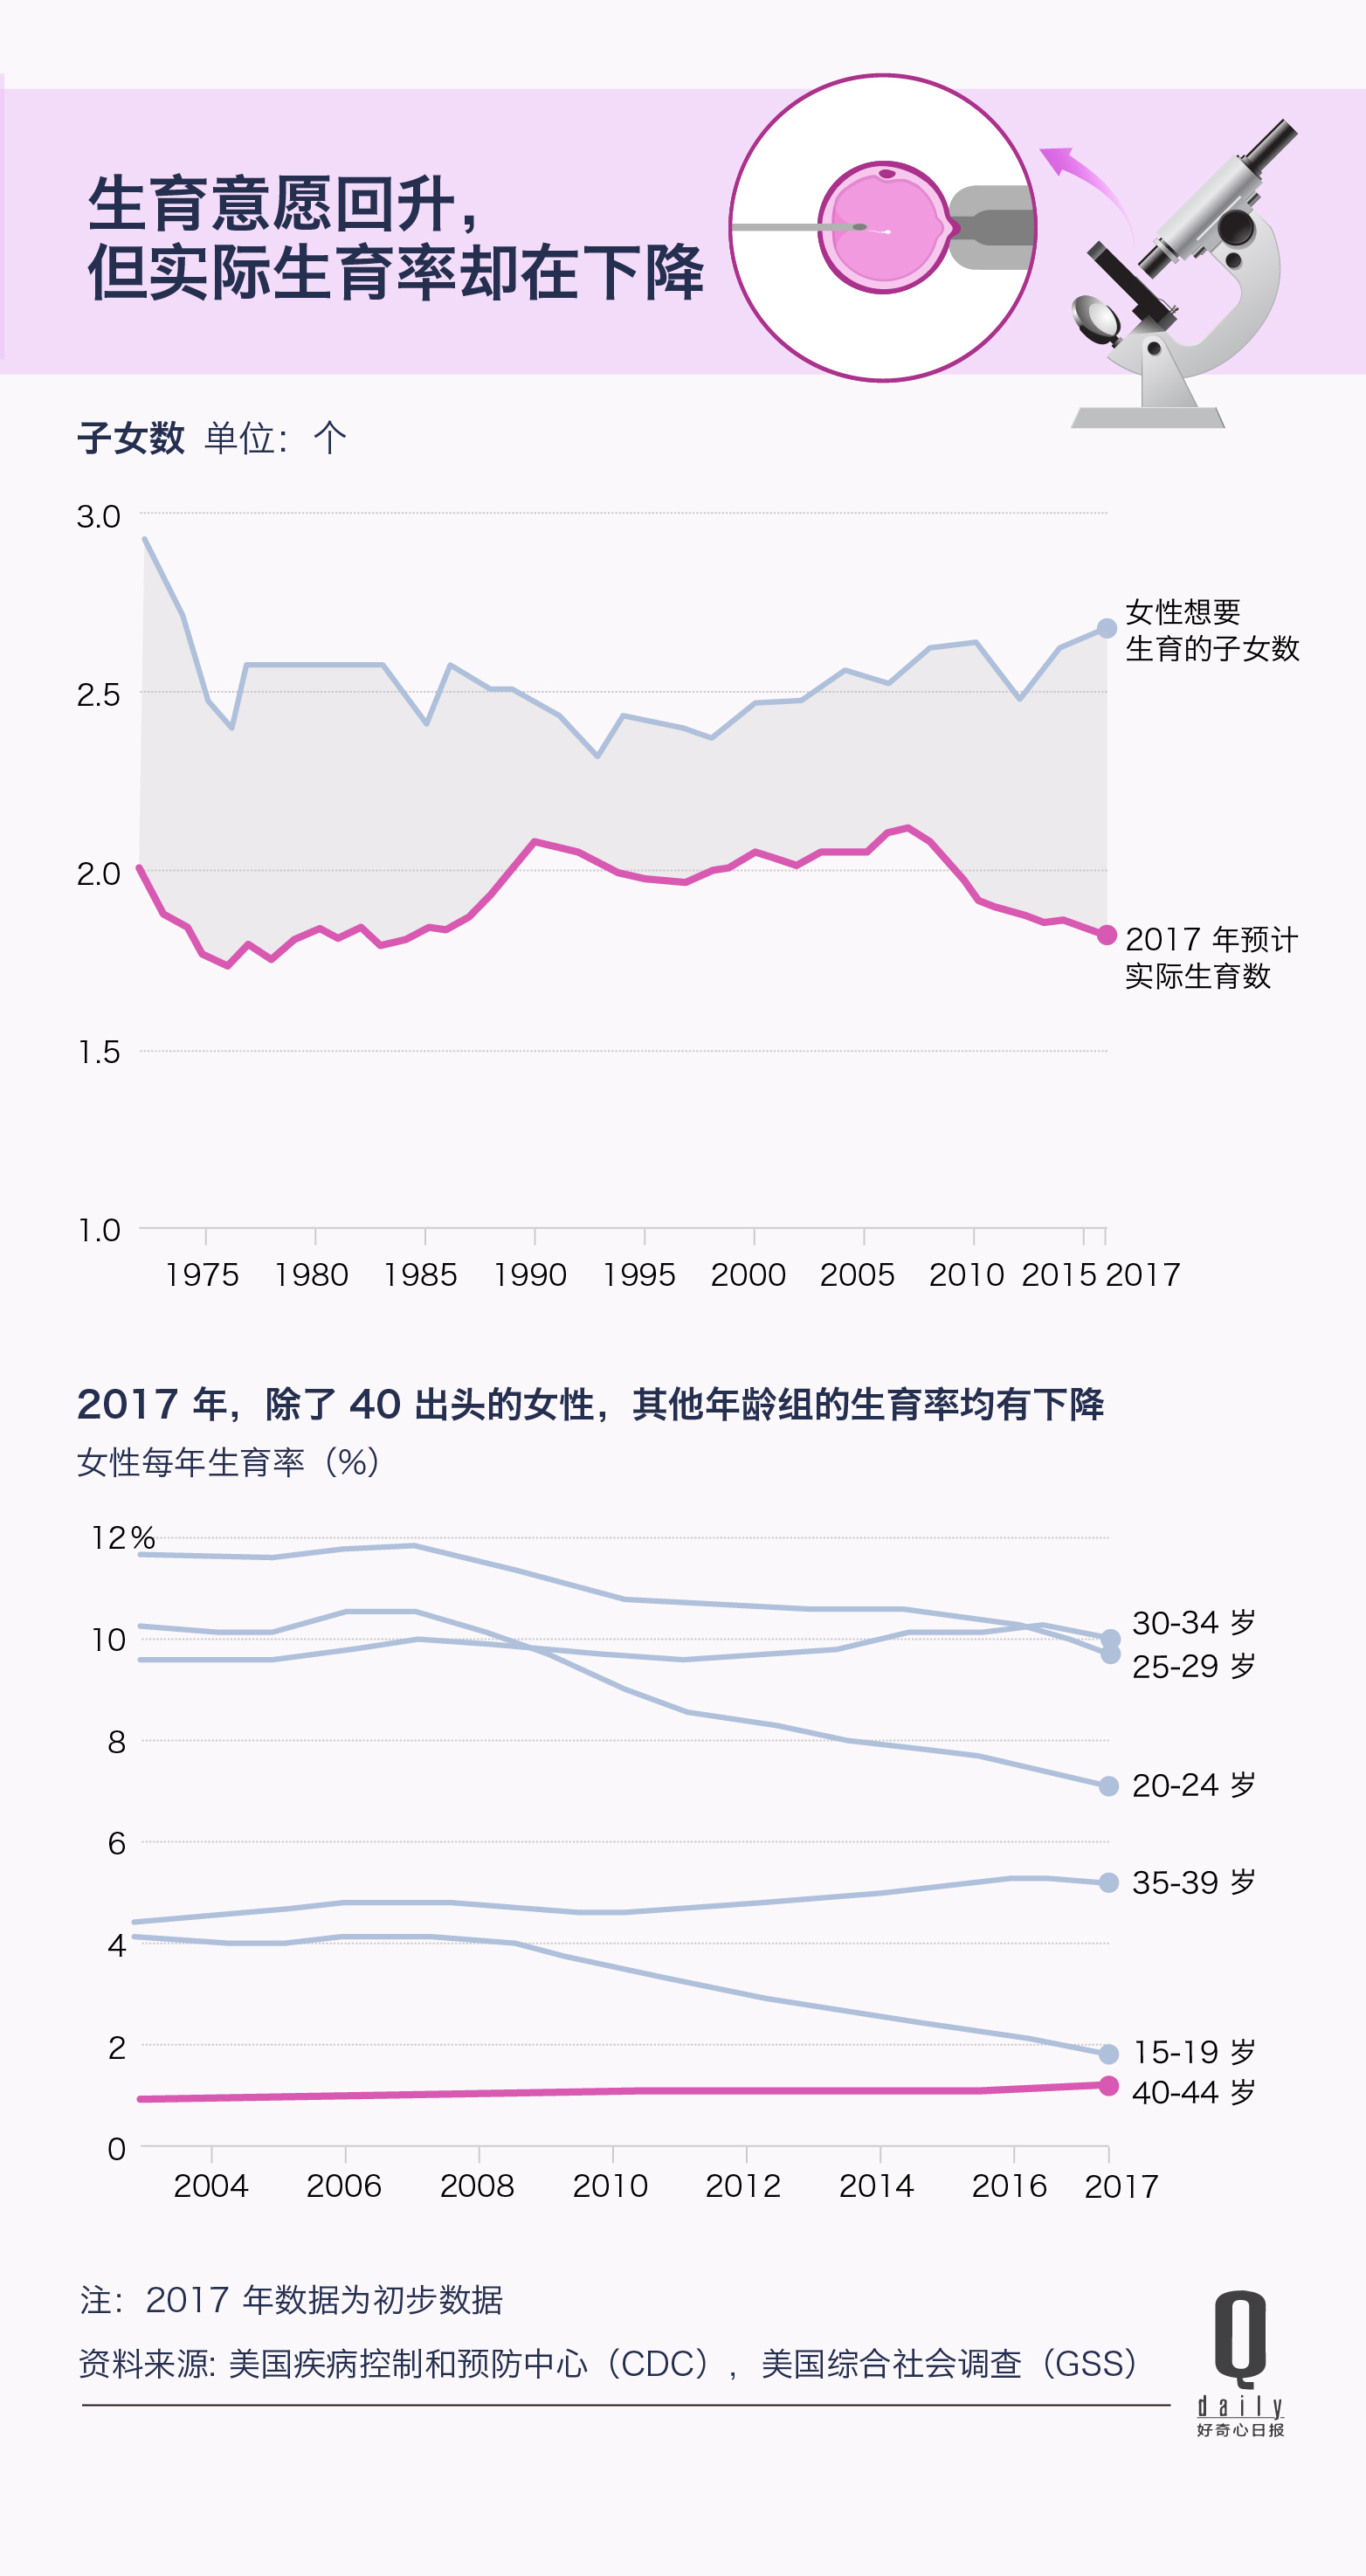 生育意愿回升，
但实际生育率却在下降
子女数 单位：个
3.0
2.5
2.0
1.5
1.0
女性想要
生育的子女数
2017 年预计
实际生育数
1975 1980 1985 1990 1995 2000 2005 2010 2015 2017
2017 年，除了 40 出头的女性，其他年龄组的生育率均有下降
女性每年生育率（%）
12%
10
8
6
4
2
0
30-34 岁
25-29 岁
20-24 岁
35-39 岁
15-19 岁
40-44 岁
2004 2006 2008 2010 2012 2014 2016 2017
注：2017 年数据为初步数据
资料来源: 美国疾病控制和预防中心（CDC），美国综合社会调查（GSS）
Q
daily
好奇心日报